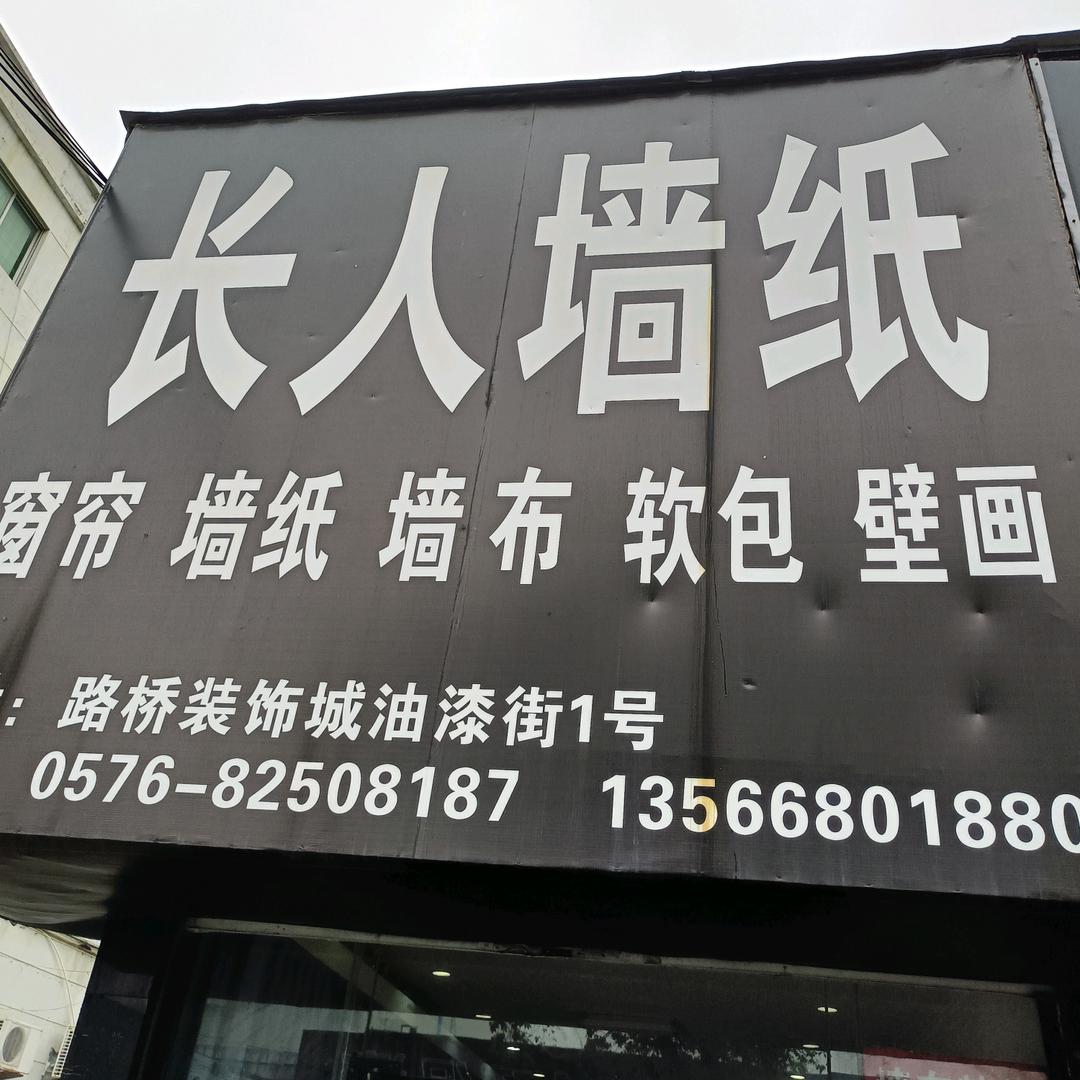 长人墙纸
窗帘 墙纸 墙布 软包 壁画
：路桥装饰城油漆街1号
0576-82508187 13566801880